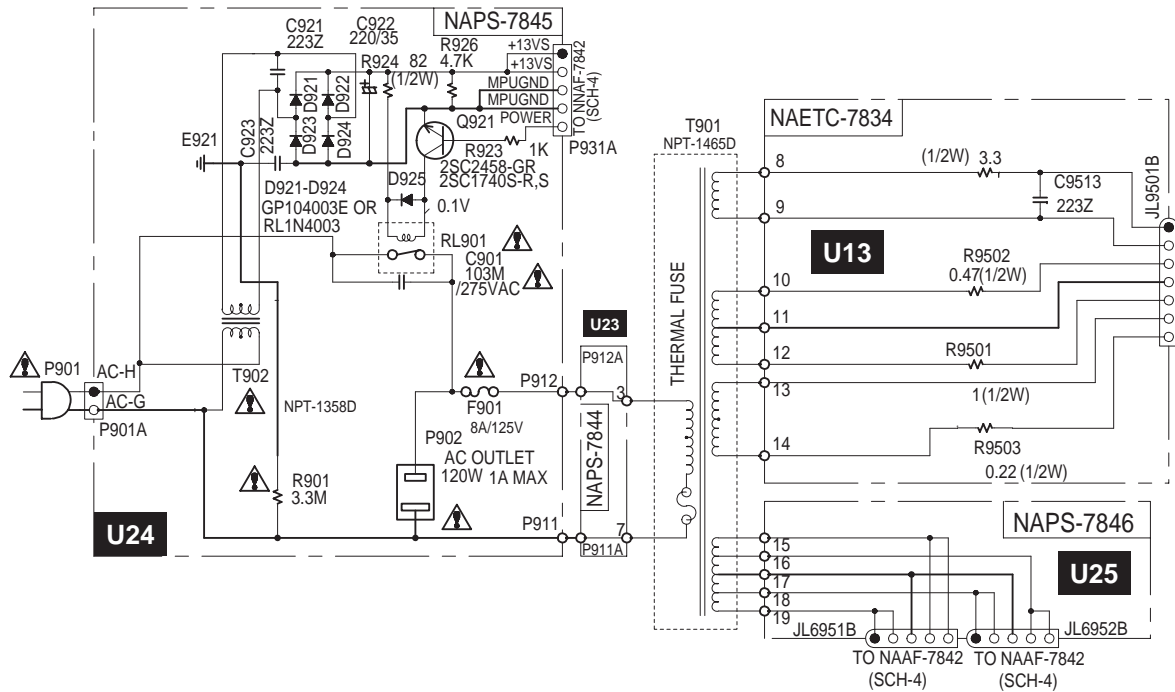 NAPS-7845
C921
223Z
C922
220/35
R926
4.7K
R924
82
(1/2W)
+13VS
+13VS
MPUGND
MPUGND
POWER
TO NNAF-7842
(SCH-4)
P931A
D921
D922
D923
D924
C923
223Z
E921
Q921
R923
1K
2SC2458-GR
2SC1740S-R,S
D925
0.1V
D921-D924
GP104003E OR
RL1N4003
RL901
C901
103M
/275VAC
P901
AC-H
AC-G
P901A
T902
NPT-1358D
R901
3.3M
F901
8A/125V
P902
AC OUTLET
120W 1A MAX
P912
P911
U24
U23
P912A
3
NAPS-7844
7
P911A
T901
NPT-1465D
THERMAL FUSE
NAETC-7834
8
(1/2W)
3.3
C9513
223Z
JL9501B
9
U13
10
R9502
0.47(1/2W)
11
12
R9501
13
1(1/2W)
14
R9503
0.22 (1/2W)
NAPS-7846
U25
15
16
17
18
19
JL6951B
JL6952B
TO NAAF-7842
(SCH-4)
TO NAAF-7842
(SCH-4)